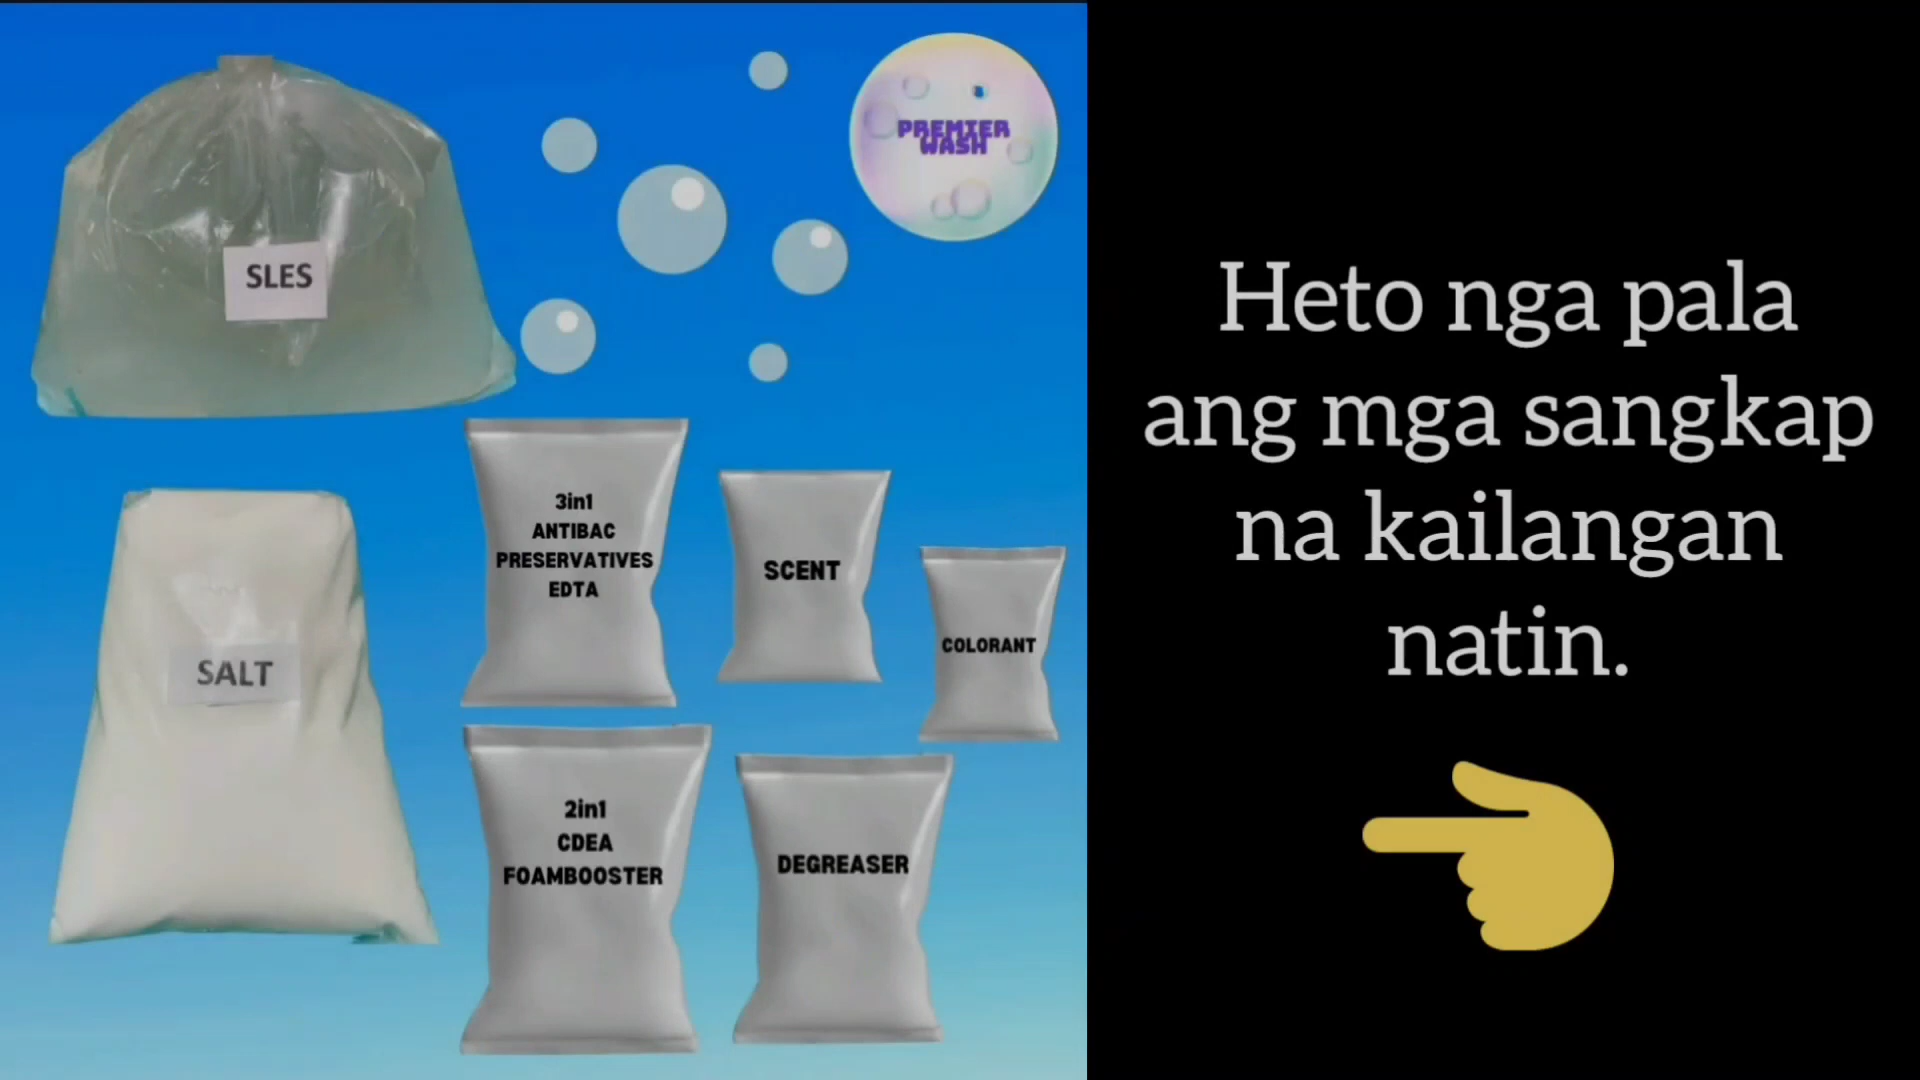 PREMIER
WASH
SLES
SALT
3in1
ANTIBAC
PRESERVATIVES
EDTA
SCENT
COLORANT
2in1
CDEA
FOAMBOOSTER
DEGREASER
Heto nga pala
ang mga sangkap
na kailangan
natin.